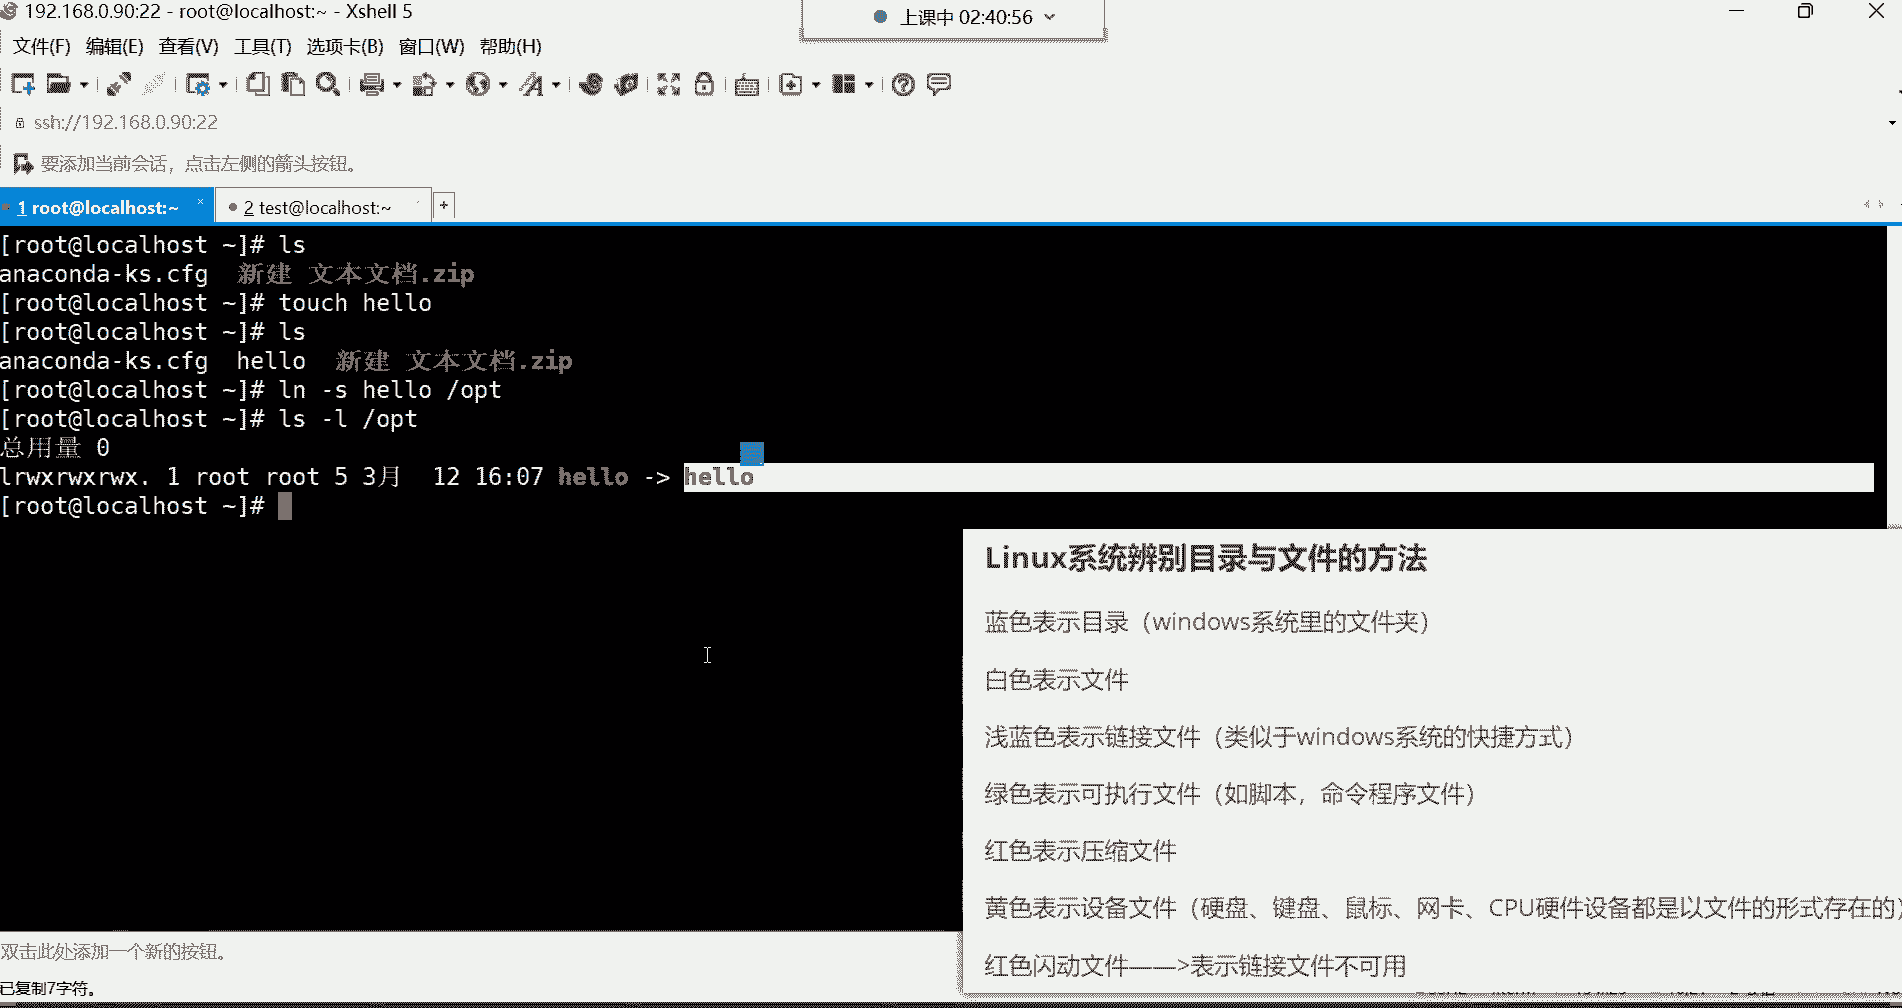 192.168.0.90:22 - root@localhost:~ - Xshell 5
上课中 02:40:56
文件(F) 编辑(E) 查看(V) 工具(T) 选项卡(B) 窗口(W) 帮助(H)
ssh://192.168.0.90:22
要添加当前会话，点击左侧的箭头按钮。
1 root@localhost:~ × 2 test@localhost:~ +
[root@localhost ~]# ls
anaconda-ks.cfg  新建 文本文档.zip
[root@localhost ~]# touch hello
[root@localhost ~]# ls
anaconda-ks.cfg  hello  新建 文本文档.zip
[root@localhost ~]# ln -s hello /opt
[root@localhost ~]# ls -l /opt
总用量 0
lrwxrwxrwx. 1 root root 5 3月  12 16:07 hello -> hello
[root@localhost ~]#
Linux系统辨别目录与文件的方法
蓝色表示目录（windows系统里的文件夹）
白色表示文件
浅蓝色表示链接文件（类似于windows系统的快捷方式）
绿色表示可执行文件（如脚本，命令程序文件）
红色表示压缩文件
黄色表示设备文件（硬盘、键盘、鼠标、网卡、CPU硬件设备都是以文件的形式存在的）
红色闪动文件——>表示链接文件不可用
双击此处添加一个新的按钮。
已复制7字符。